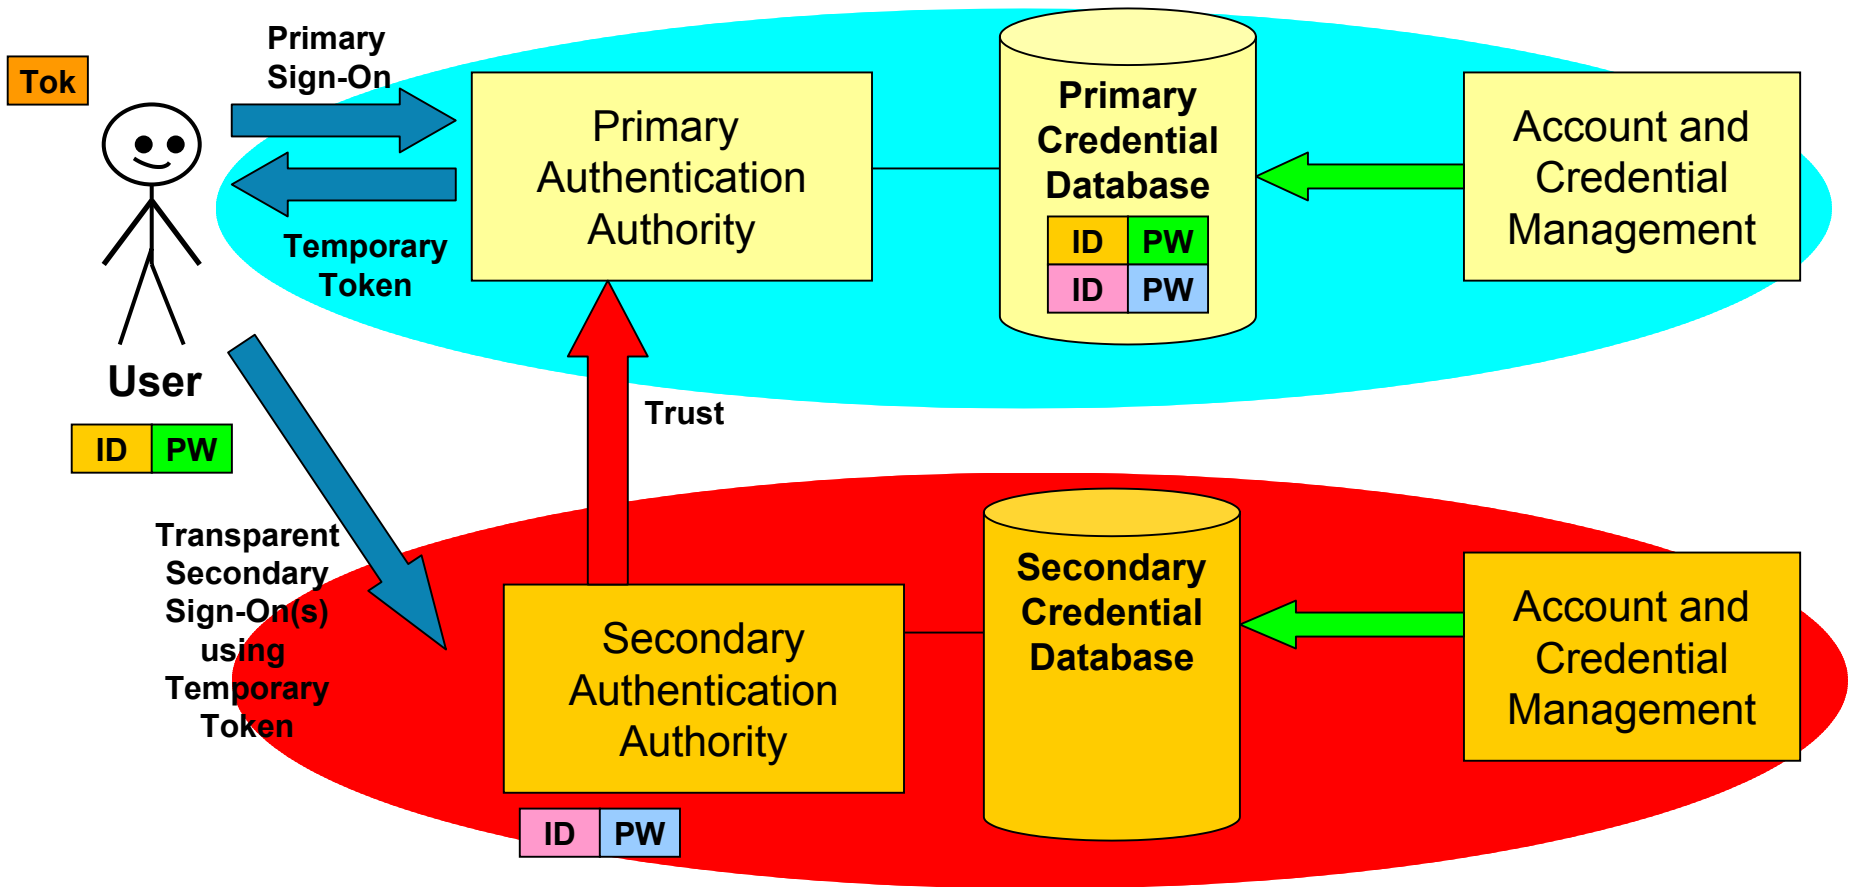 Primary
Sign-On
Tok
Primary
Authentication
Authority
Primary
Credential
Database
ID PW
ID PW
Account and
Credential
Management
Temporary
Token
User
ID PW
Trust
Transparent
Secondary
Sign-On(s)
using
Temporary
Token
Secondary
Authentication
Authority
ID PW
Secondary
Credential
Database
Account and
Credential
Management